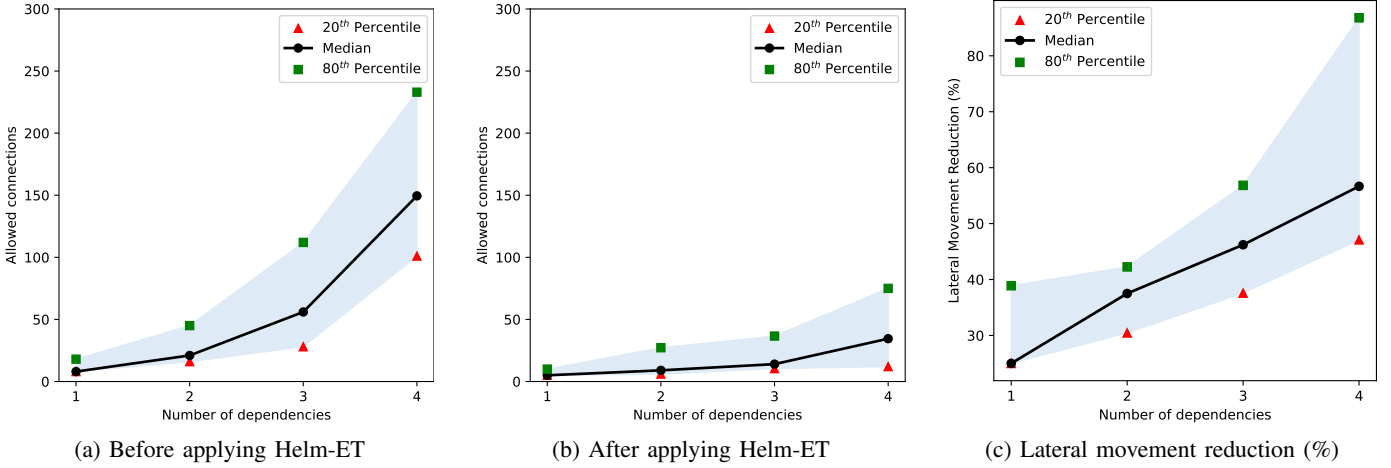 300
250
200
150
100
50
0
Allowed connections
20th Percentile
Median
80th Percentile
1 2 3 4
Number of dependencies
(a) Before applying Helm-ET
300
250
200
150
100
50
0
Allowed connections
20th Percentile
Median
80th Percentile
1 2 3 4
Number of dependencies
(b) After applying Helm-ET
80
70
60
50
40
30
Lateral Movement Reduction (%)
20th Percentile
Median
80th Percentile
1 2 3 4
Number of dependencies
(c) Lateral movement reduction (%)